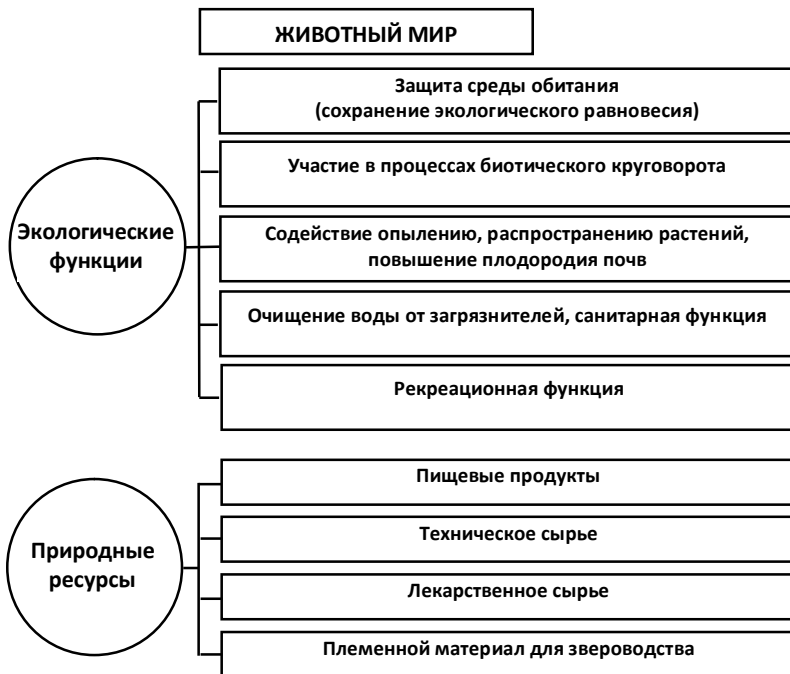 ЖИВОТНЫЙ МИР
Защита среды обитания
(сохранение экологического равновесия)
Участие в процессах биотического круговорота
Экологические
функции
Содействие опылению, распространению растений,
повышение плодородия почв
Очищение воды от загрязнителей, санитарная функция
Рекреационная функция
Пищевые продукты
Техническое сырье
Природные
ресурсы
Лекарственное сырье
Племенной материал для звероводства